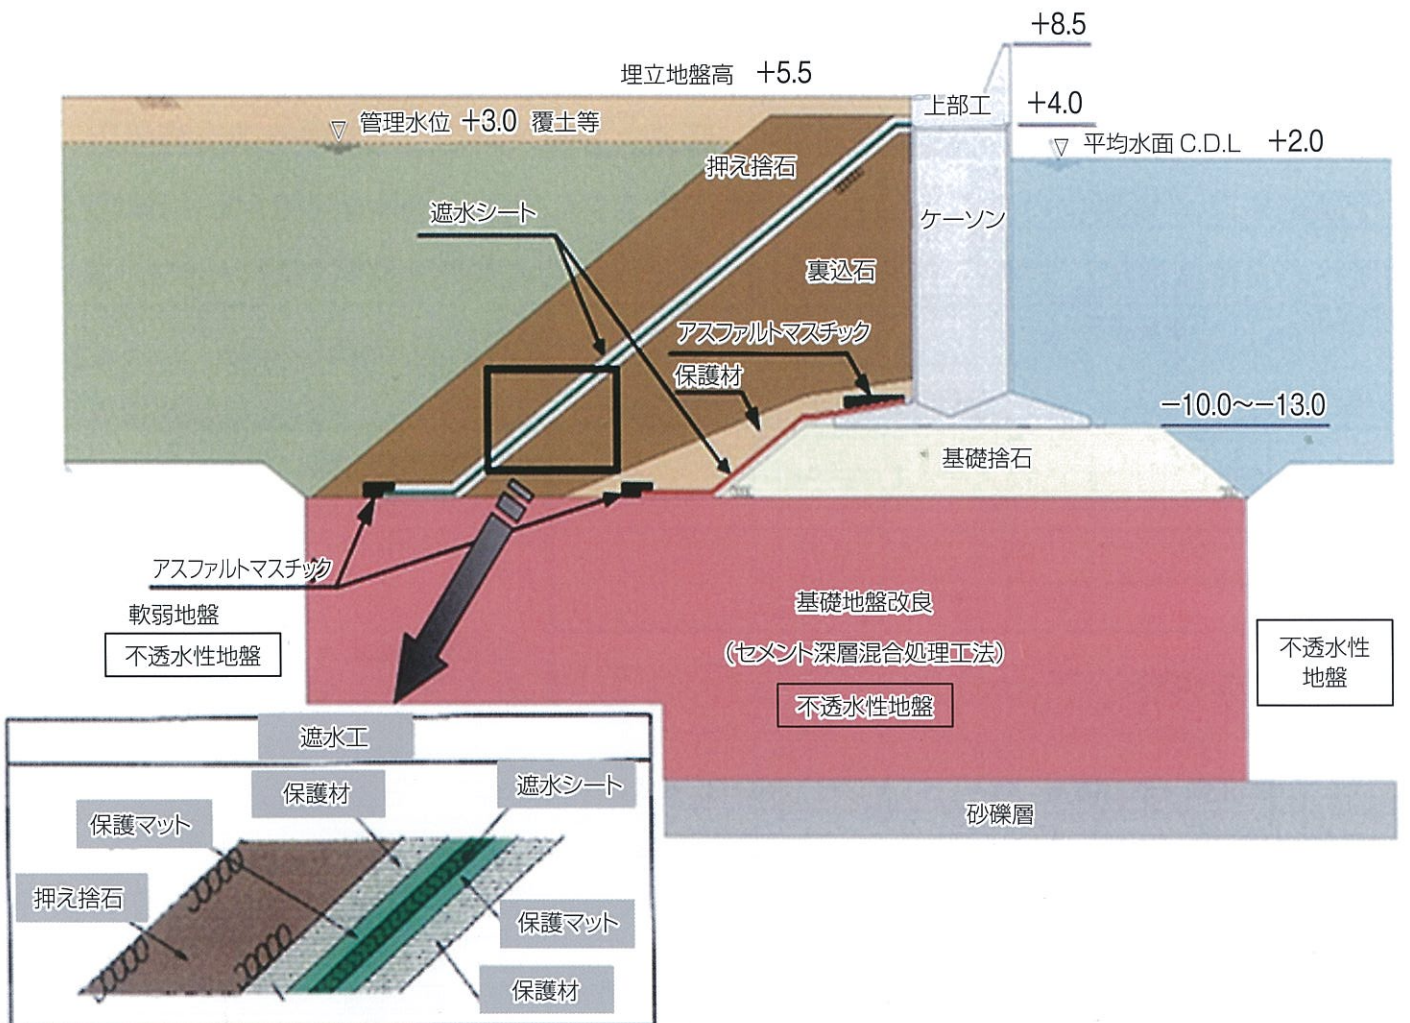 +8.5
埋立地盤高 +5.5
上部工
+4.0
管理水位 +3.0 覆土等
平均水面 C.D.L +2.0
押え捨石
遮水シート
ケーソン
裏込石
アスファルトマスチック
保護材
−10.0〜−13.0
基礎捨石
アスファルトマスチック
軟弱地盤
不透水性地盤
基礎地盤改良
(セメント深層混合処理工法)
不透水性地盤
不透水性
地盤
砂礫層
遮水工
保護材
遮水シート
保護マット
押え捨石
保護マット
保護材